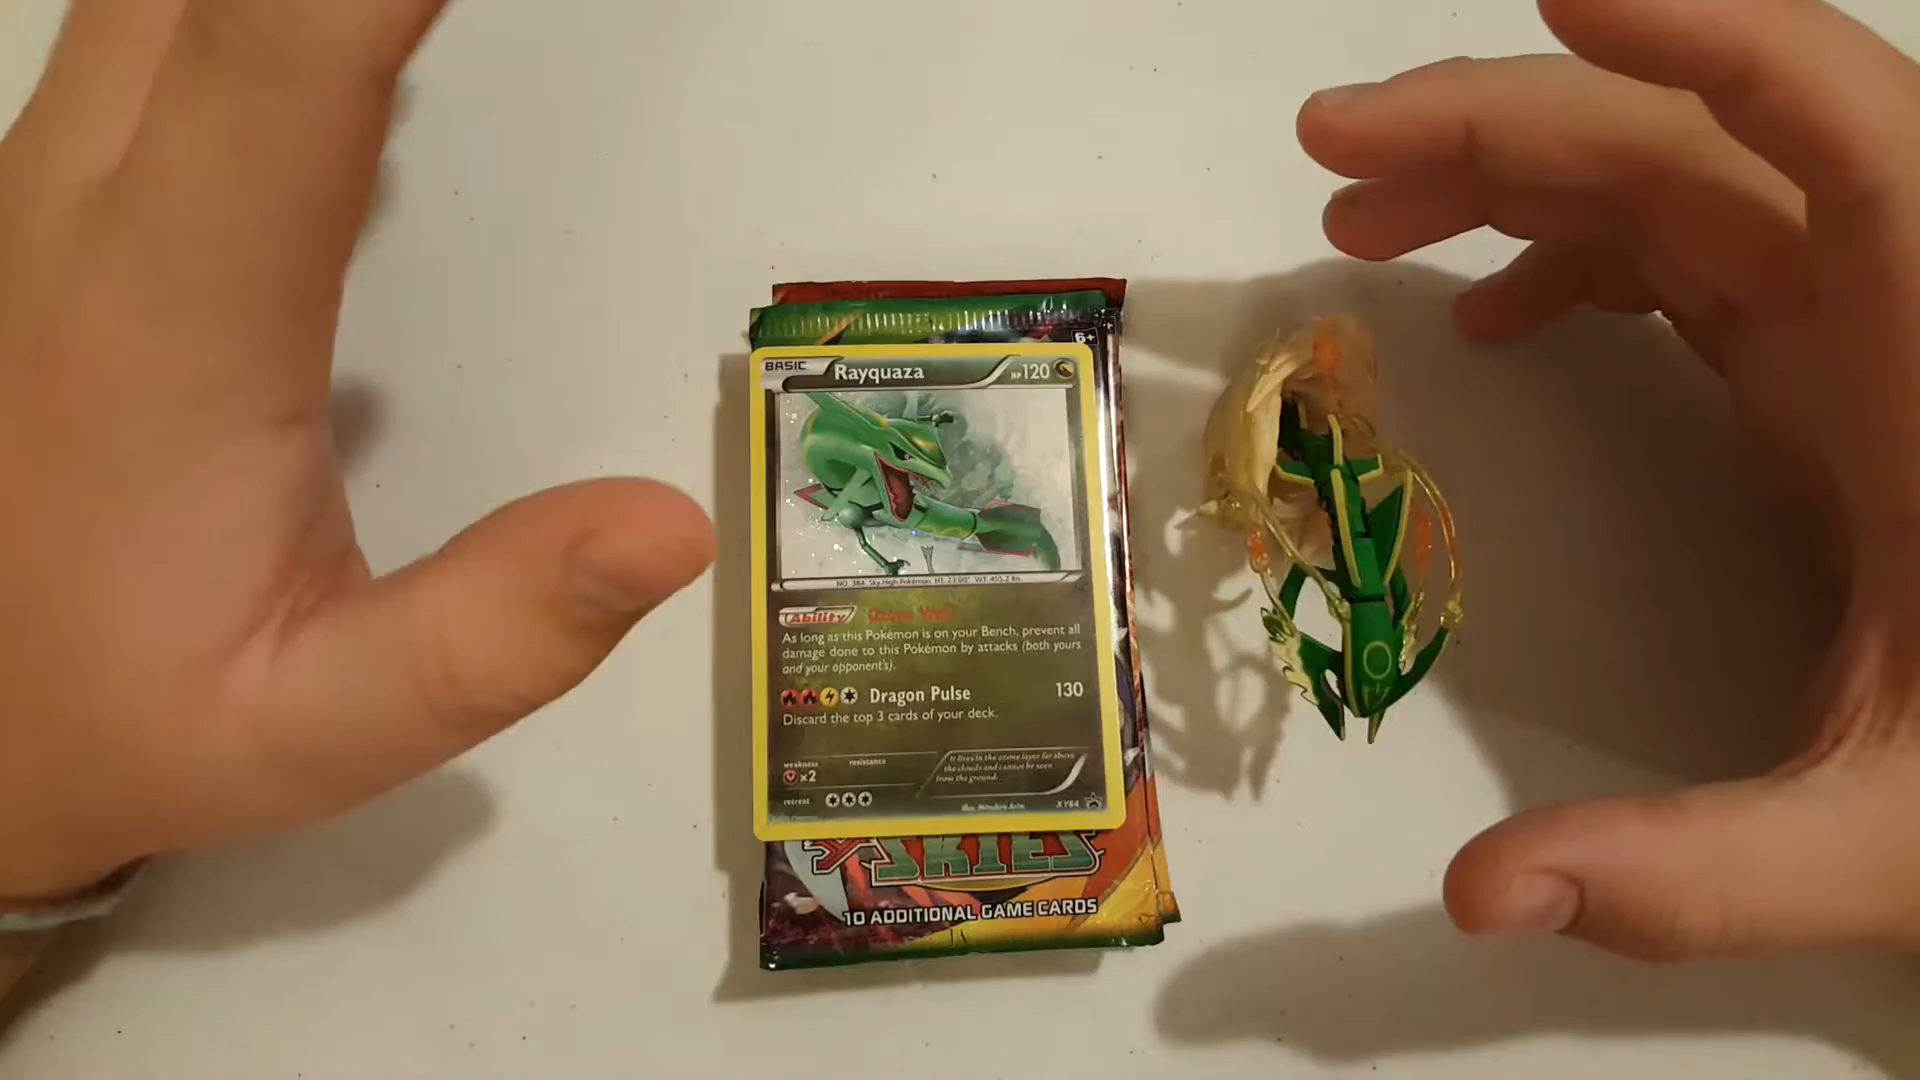 6+
BASIC Rayquaza HP120
NO. 384 Sky High Pokémon HT. 23'00" WT. 455.2 lbs.
Ability
As long as this Pokémon is on your Bench, prevent all
damage done to this Pokémon by attacks (both yours
and your opponent's).
Dragon Pulse 130
Discard the top 3 cards of your deck.
weakness resistance
×2
It lives in the ozone layer far above
the clouds and cannot be seen
from the ground.
retreat
Illus. Mitsuhiro Arita XY64
XY SKIES
10 ADDITIONAL GAME CARDS